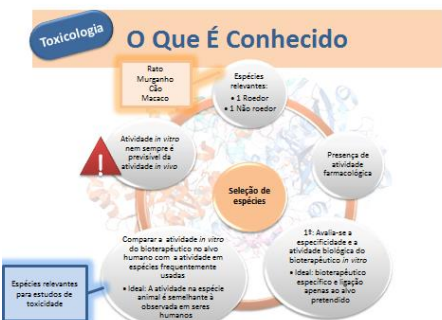 Toxicologia
O Que É Conhecido
Rato
Murganho
Cão
Macaco
Espécies
relevantes:
• 1 Roedor
• 1 Não roedor
Presença de
atividade
farmacológica
1º: Avalia-se a
especificidade e a
atividade biológica do
bioterapêutico in vitro
• Ideal: bioterapêutico
específico e ligação
apenas ao alvo
pretendido
Comparar a atividade in vitro
do bioterapêutico no alvo
humano com a atividade em
espécies frequentemente
usadas
• Ideal: A atividade na espécie
animal é semelhante à
observada em seres
humanos
Espécies relevantes
para estudos de
toxicidade
Atividade in vitro
nem sempre é
previsível da
atividade in vivo
!
Seleção de
espécies